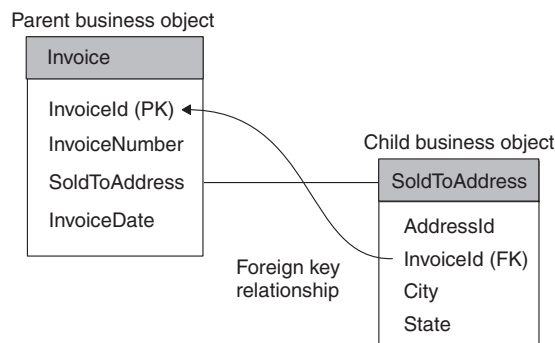 Parent business object
Invoice
InvoiceId (PK)
InvoiceNumber
SoldToAddress
InvoiceDate
Child business object
SoldToAddress
AddressId
InvoiceId (FK)
City
State
Foreign key
relationship